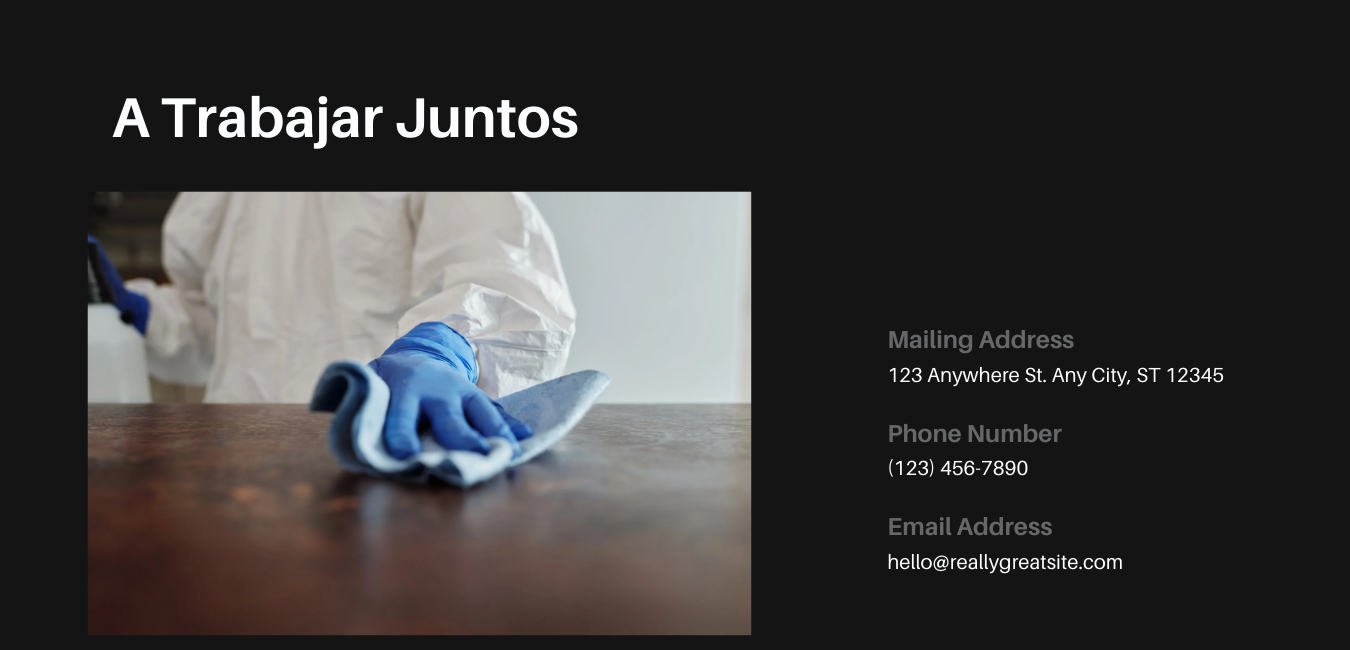 A Trabajar Juntos
Mailing Address
123 Anywhere St. Any City, ST 12345
Phone Number
(123) 456-7890
Email Address
hello@reallygreatsite.com